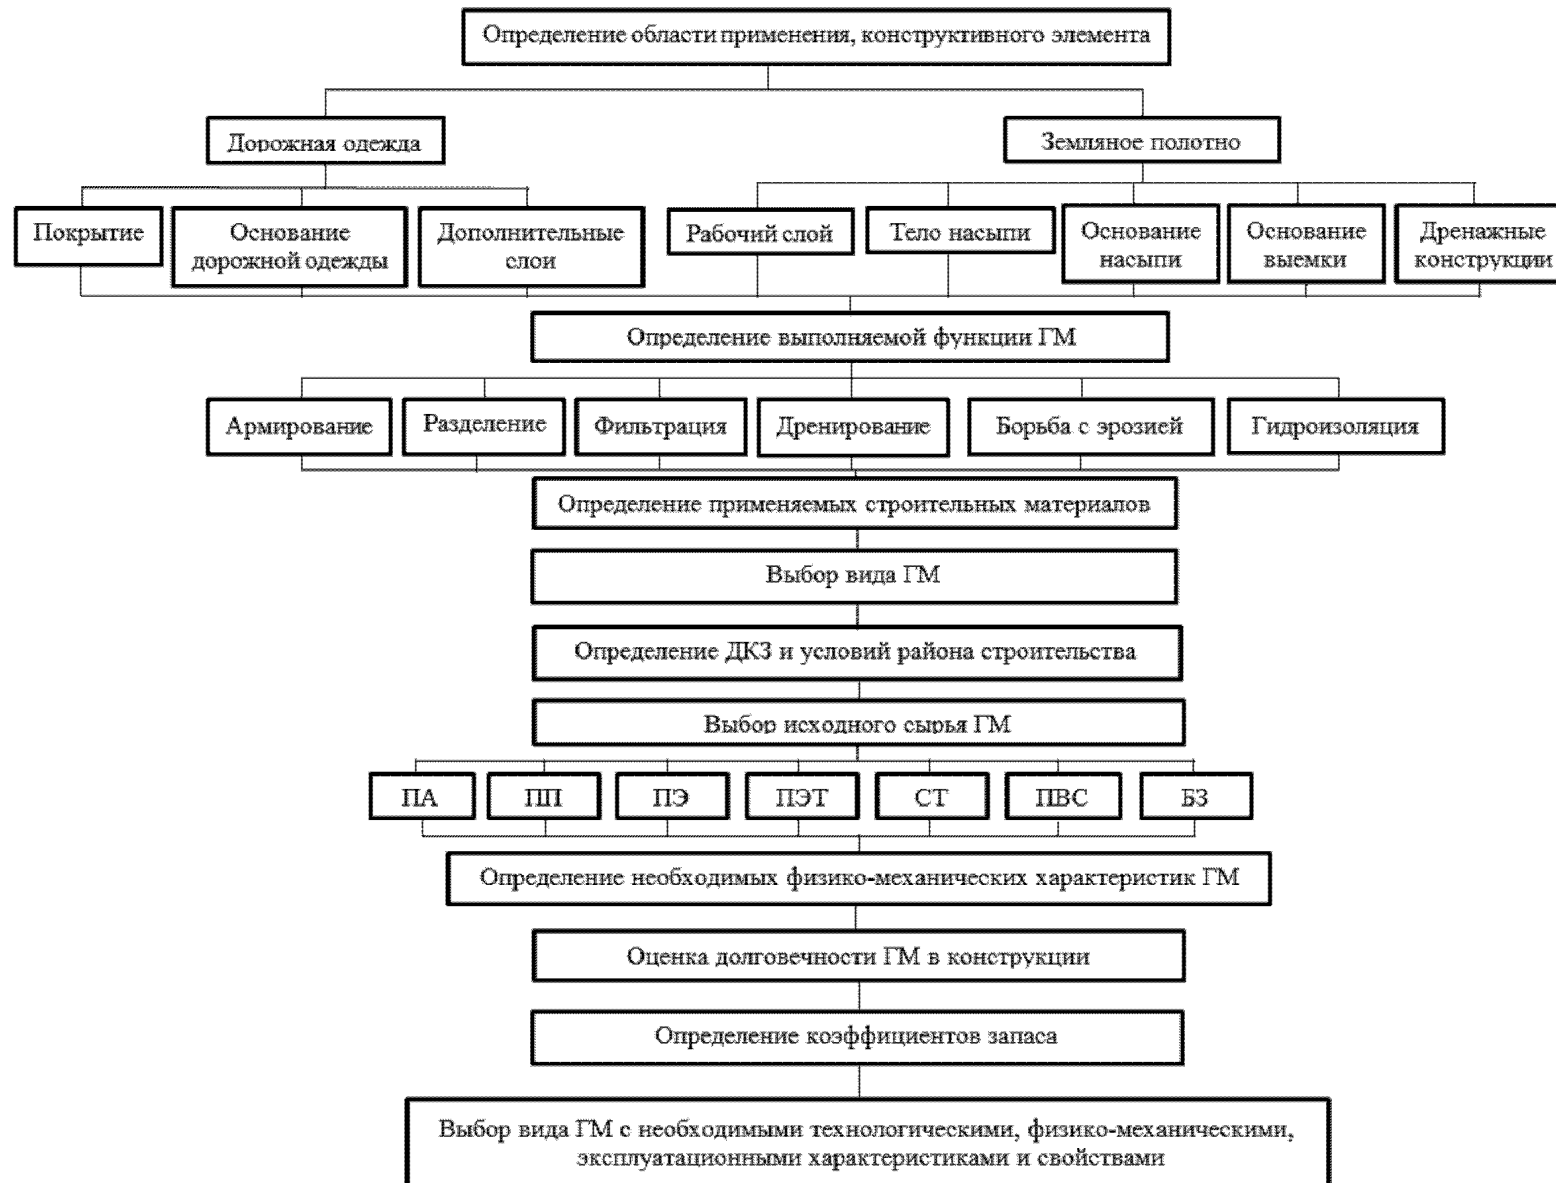 Определение области применения, конструктивного элемента
Дорожная одежда
Земляное полотно
Покрытие
Основание
дорожной одежды
Дополнительные
слои
Рабочий слой
Тело насыпи
Основание
насыпи
Основание
выемки
Дренажные
конструкции
Определение выполняемой функции ГМ
Армирование
Разделение
Фильтрация
Дренирование
Борьба с эрозией
Гидроизоляция
Определение применяемых строительных материалов
Выбор вида ГМ
Определение ДКЗ и условий района строительства
Выбор исходного сырья ГМ
ПА
ПП
ПЭ
ПЭТ
СТ
ПВС
БЗ
Определение необходимых физико-механических характеристик ГМ
Оценка долговечности ГМ в конструкции
Определение коэффициентов запаса
Выбор вида ГМ с необходимыми технологическими, физико-механическими,
эксплуатационными характеристиками и свойствами